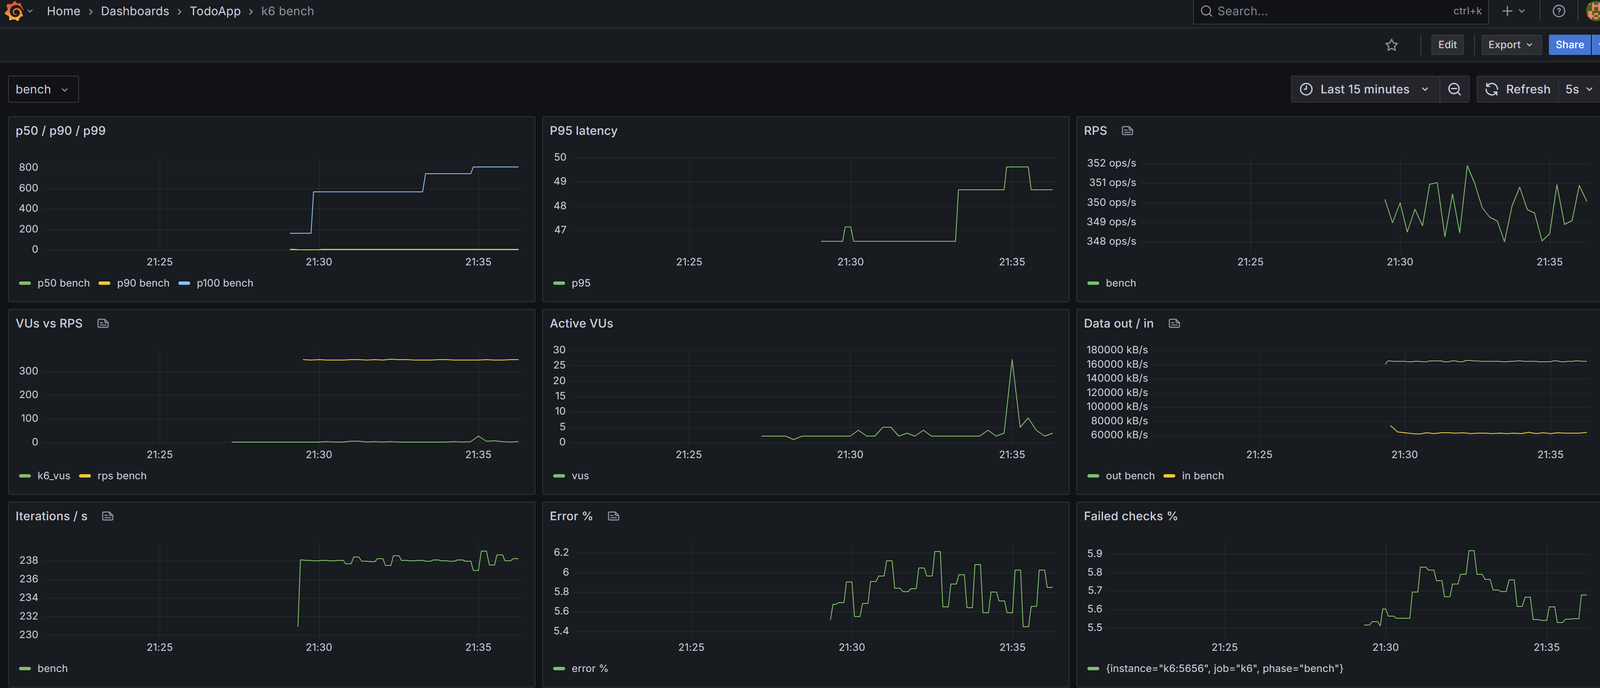 Home › Dashboards › TodoApp › k6 bench
Search... ctrl+k
Edit Export Share
bench
Last 15 minutes Refresh 5s
p50 / p90 / p99
800
600
400
200
0
21:25 21:30 21:35
p50 bench p90 bench p100 bench
P95 latency
50
49
48
47
21:25 21:30 21:35
p95
RPS
352 ops/s
351 ops/s
350 ops/s
349 ops/s
348 ops/s
21:25 21:30 21:35
bench
VUs vs RPS
300
200
100
0
21:25 21:30 21:35
k6_vus rps bench
Active VUs
30
25
20
15
10
5
0
21:25 21:30 21:35
vus
Data out / in
180000 kB/s
160000 kB/s
140000 kB/s
120000 kB/s
100000 kB/s
80000 kB/s
60000 kB/s
21:25 21:30 21:35
out bench in bench
Iterations / s
238
236
234
232
230
21:25 21:30 21:35
bench
Error %
6.2
6
5.8
5.6
5.4
21:25 21:30 21:35
error %
Failed checks %
5.9
5.8
5.7
5.6
5.5
21:25 21:30 21:35
{instance="k6:5656", job="k6", phase="bench"}